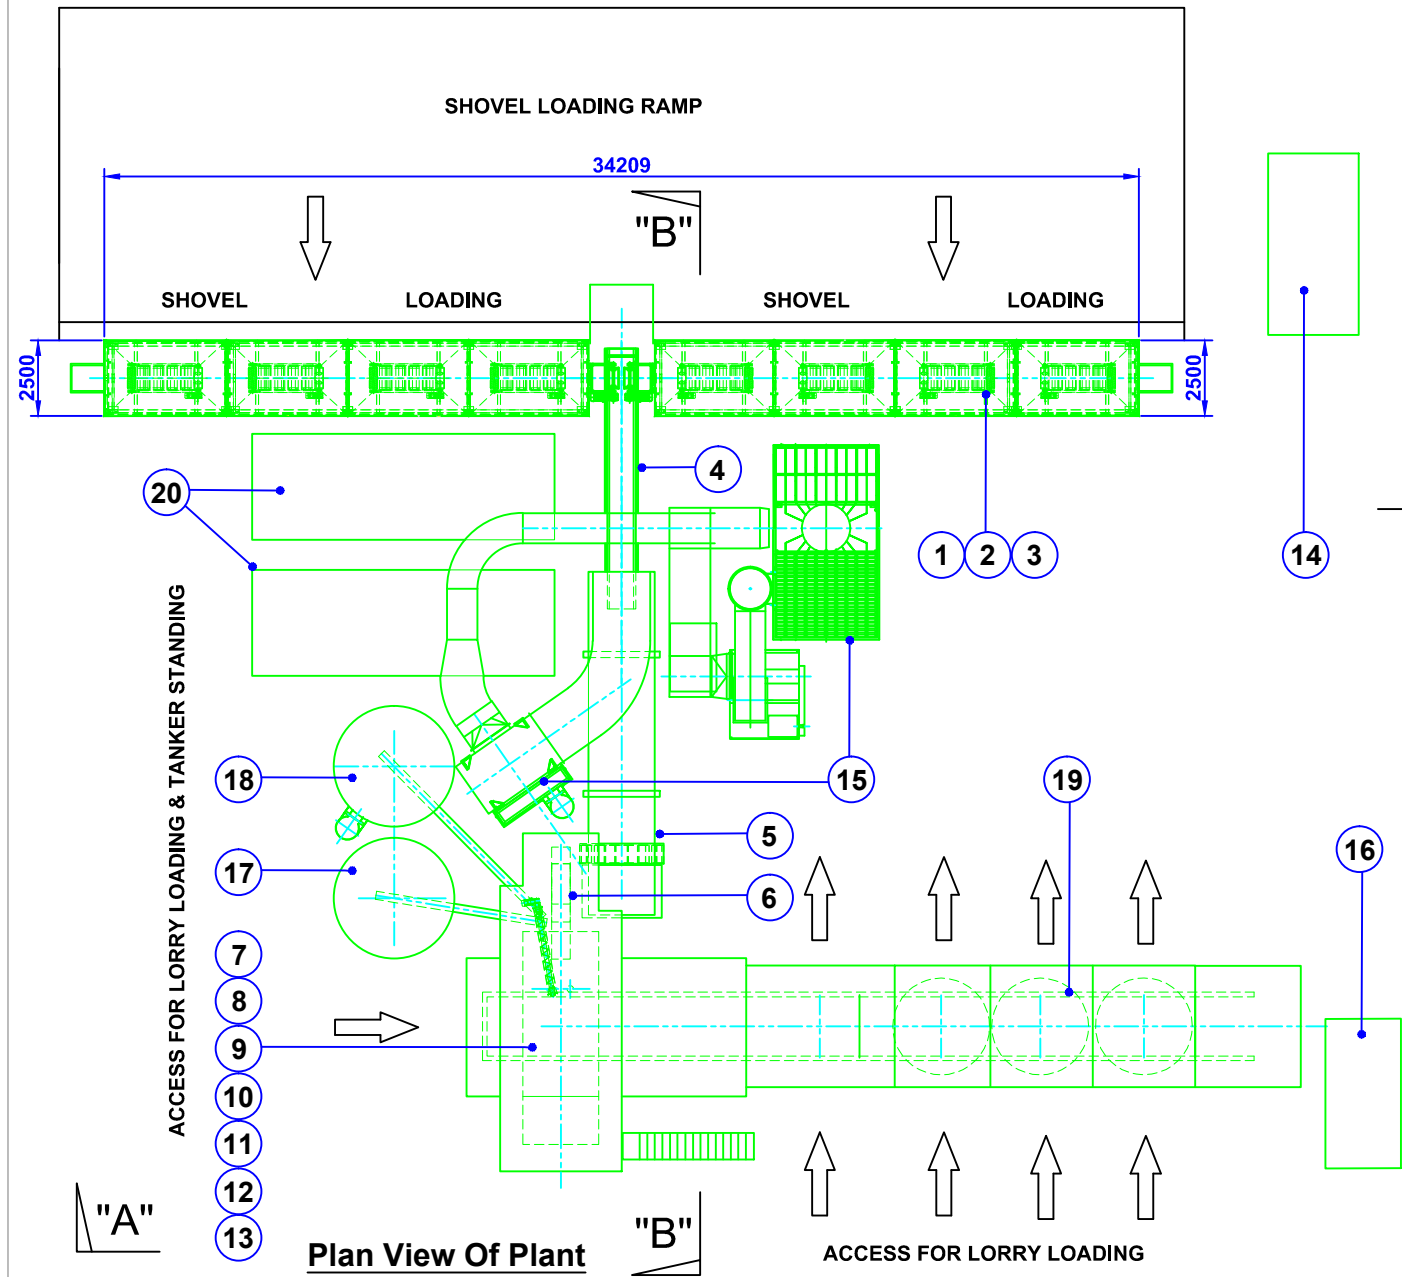 SHOVEL LOADING RAMP
34209
"B"
SHOVEL LOADING SHOVEL LOADING
2500
2500
4
20
1 2 3
14
ACCESS FOR LORRY LOADING & TANKER STANDING
18
15
19
5
16
17
6
7
8
9
10
11
12
13
"A"
"B"
Plan View Of Plant
ACCESS FOR LORRY LOADING